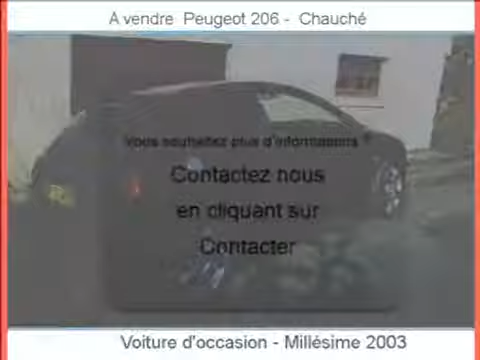 A vendre Peugeot 206 - Chauché
Vous souhaitez plus d'informations ?
Contactez nous
en cliquant sur
Contacter
Voiture d'occasion - Millésime 2003